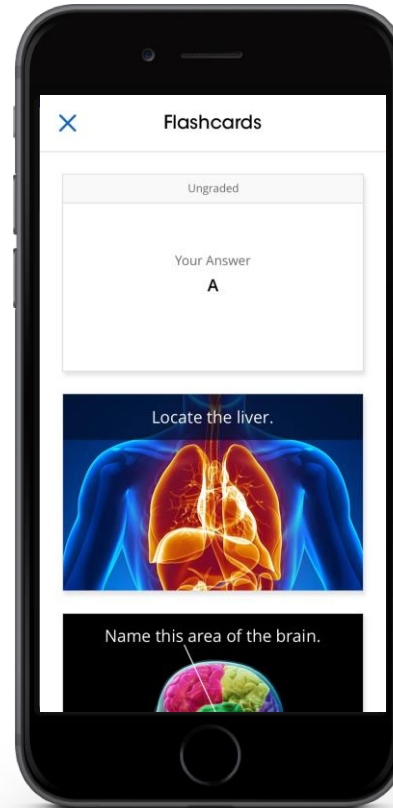 Flashcards
Ungraded
Your Answer
A
Locate the liver.
Name this area of the brain.